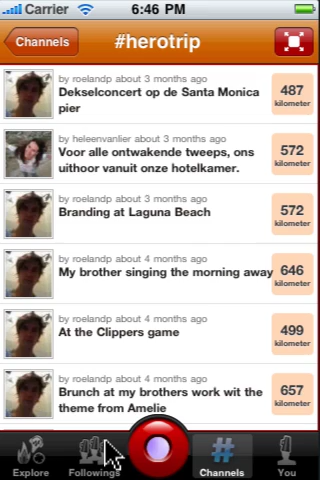 Carrier 6:46 PM
Channels #herotrip
by roelandp about 3 months ago
Dekselconcert op de Santa Monica
pier
487
kilometer
by heleenvanlier about 3 months ago
Voor alle ontwakende tweeps, ons
uithoor vanuit onze hotelkamer.
572
kilometer
by roelandp about 3 months ago
Branding at Laguna Beach
572
kilometer
by roelandp about 4 months ago
My brother singing the morning away
646
kilometer
by roelandp about 4 months ago
At the Clippers game
499
kilometer
by roelandp about 4 months ago
Brunch at my brothers work wit the
theme from Amelie
657
kilometer
Explore Followings # Channels You